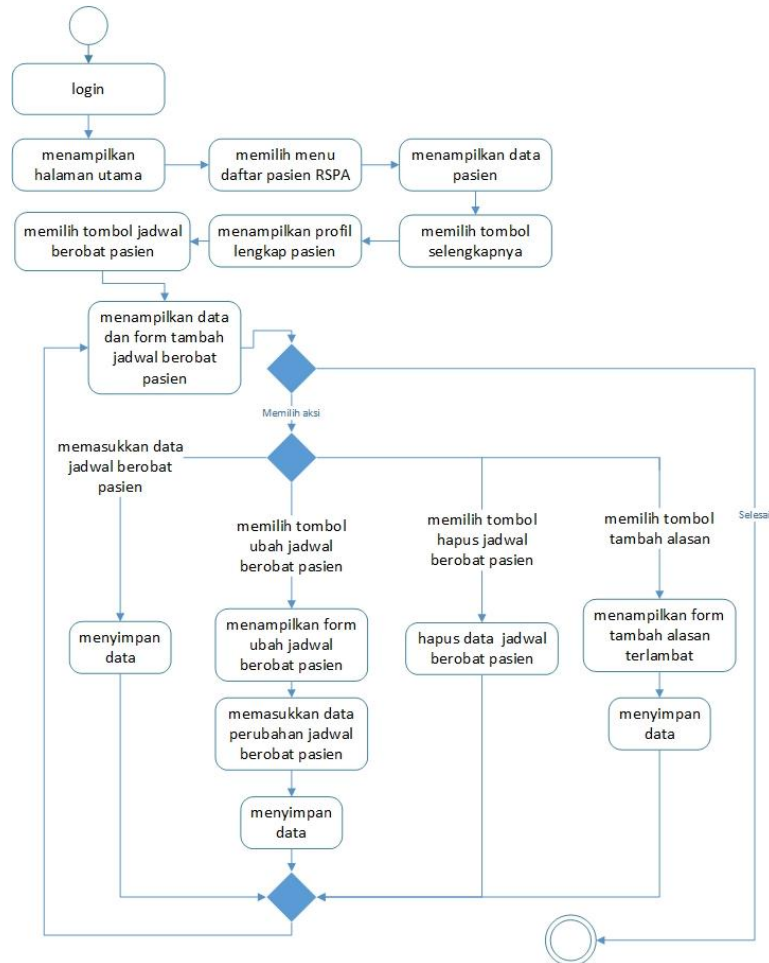 login
menampilkan
halaman utama
memilih menu
daftar pasien RSPA
menampilkan data
pasien
memilih tombol
selengkapnya
menampilkan profil
lengkap pasien
memilih tombol jadwal
berobat pasien
menampilkan data
dan form tambah
jadwal berobat
pasien
Memilih aksi
Selesai
memasukkan data
jadwal berobat
pasien
menyimpan
data
memilih tombol
ubah jadwal
berobat pasien
menampilkan form
ubah jadwal
berobat pasien
memasukkan data
perubahan jadwal
berobat pasien
menyimpan
data
memilih tombol
hapus jadwal
berobat pasien
hapus data jadwal
berobat pasien
memilih tombol
tambah alasan
menampilkan form
tambah alasan
terlambat
menyimpan
data